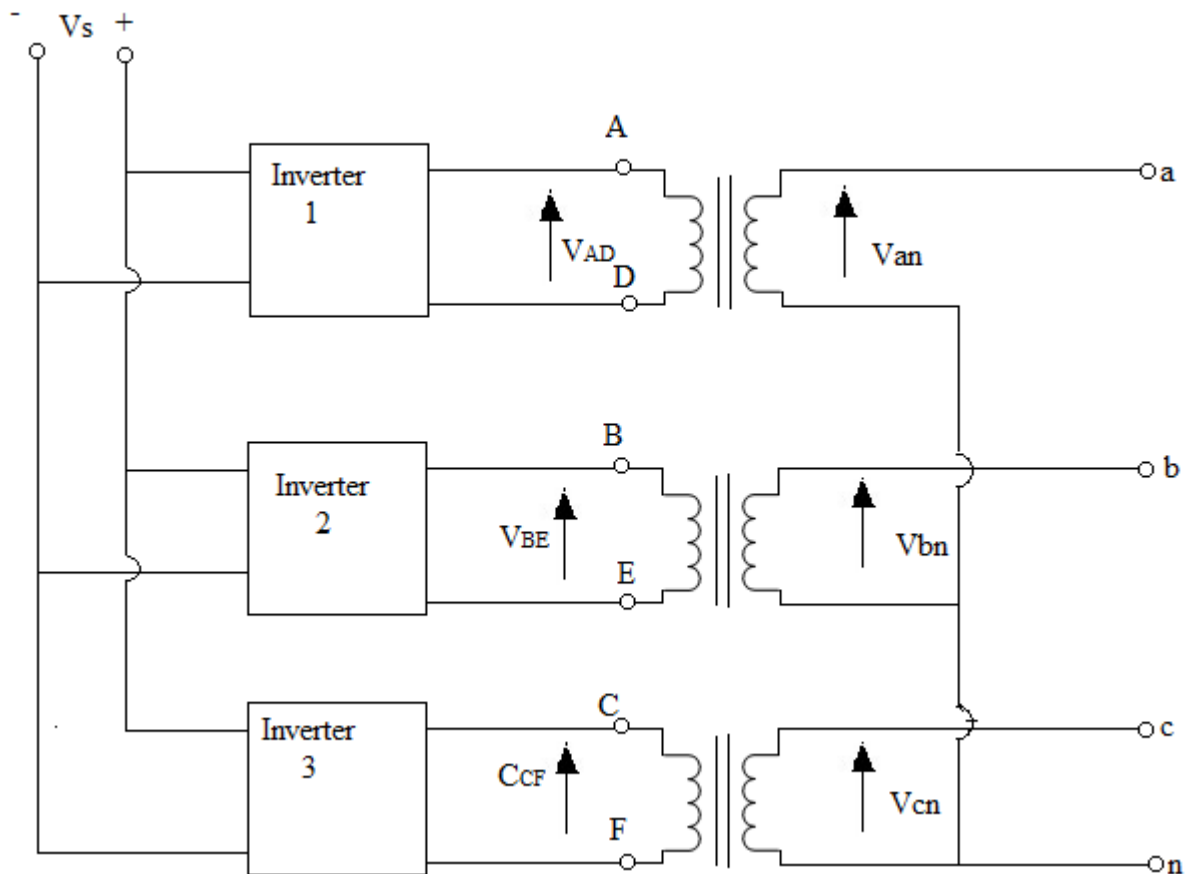 - Vs +
A
Inverter
1
VAD
Van
a
D
B
Inverter
2
VBE
Vbn
b
E
C
Inverter
3
CCF
Vcn
c
F
n